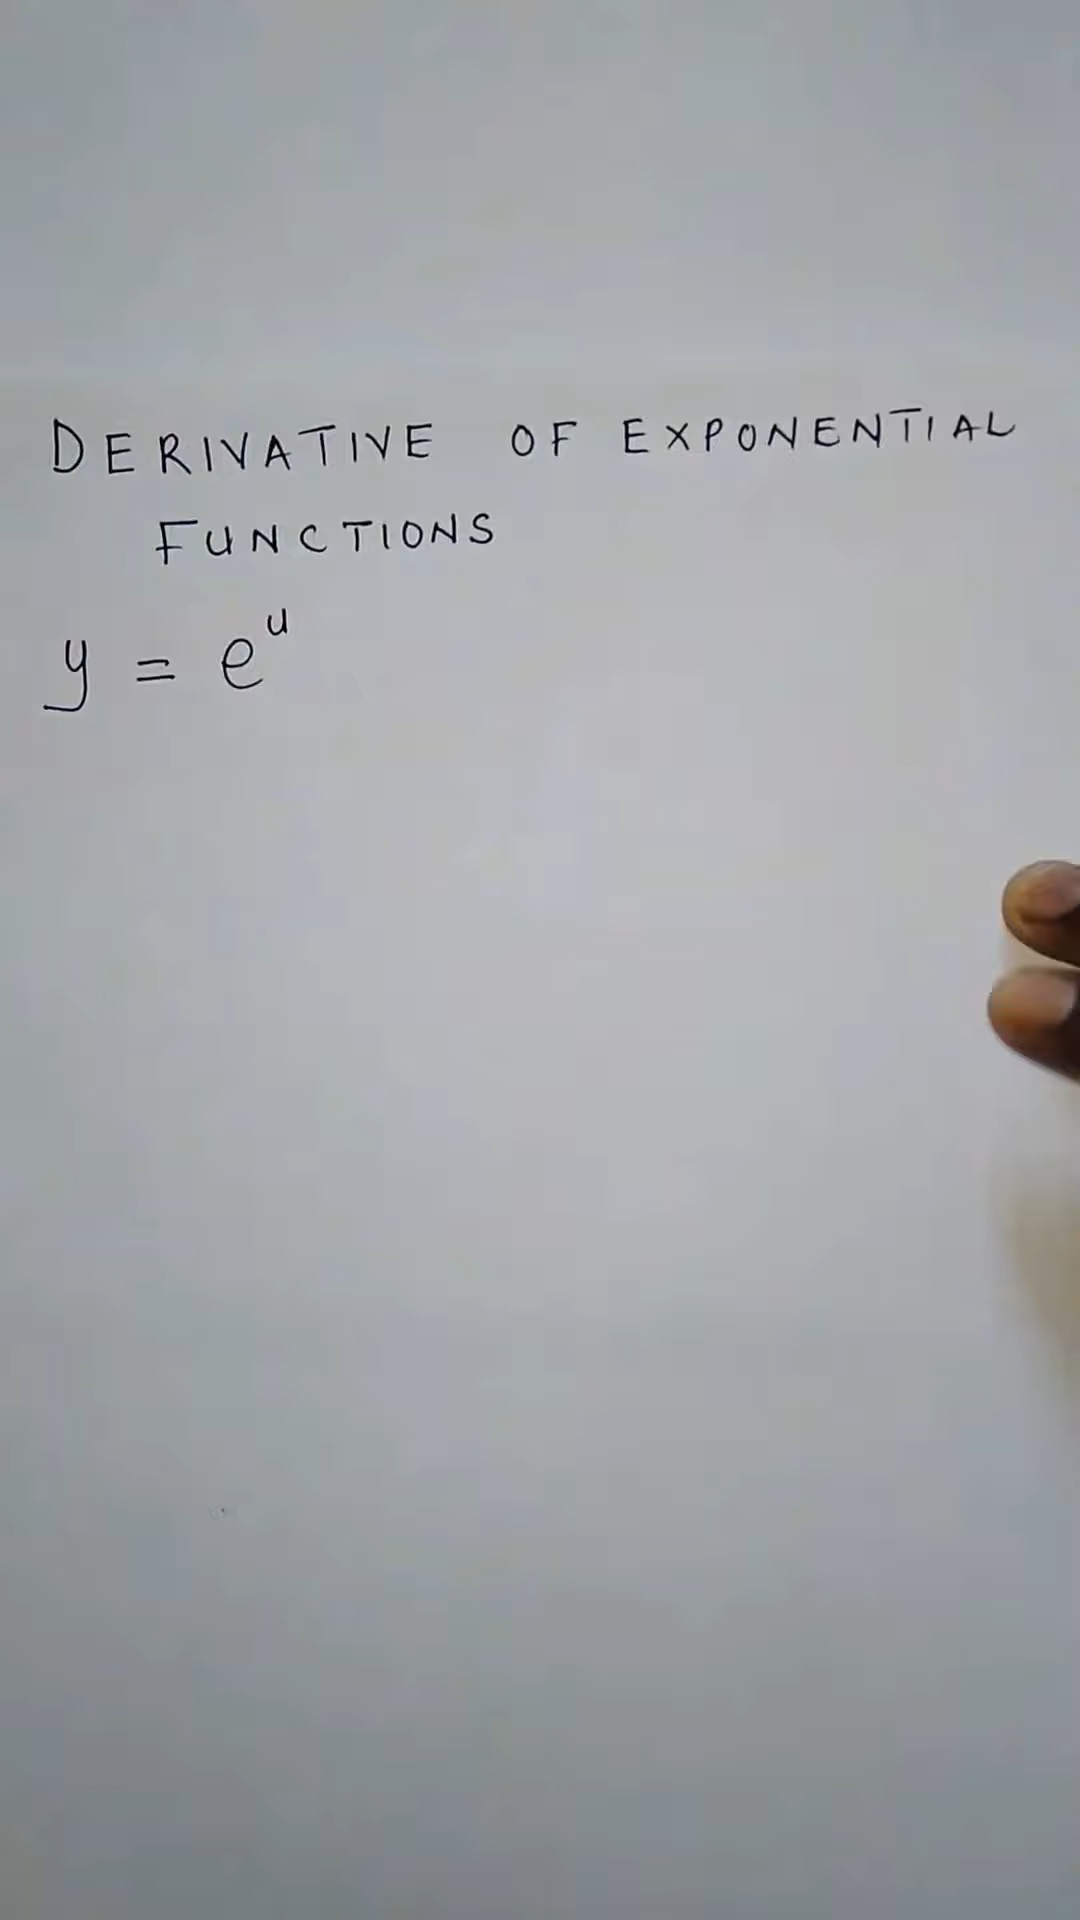 DERIVATIVE OF EXPONENTIAL
FUNCTIONS
y = e^u